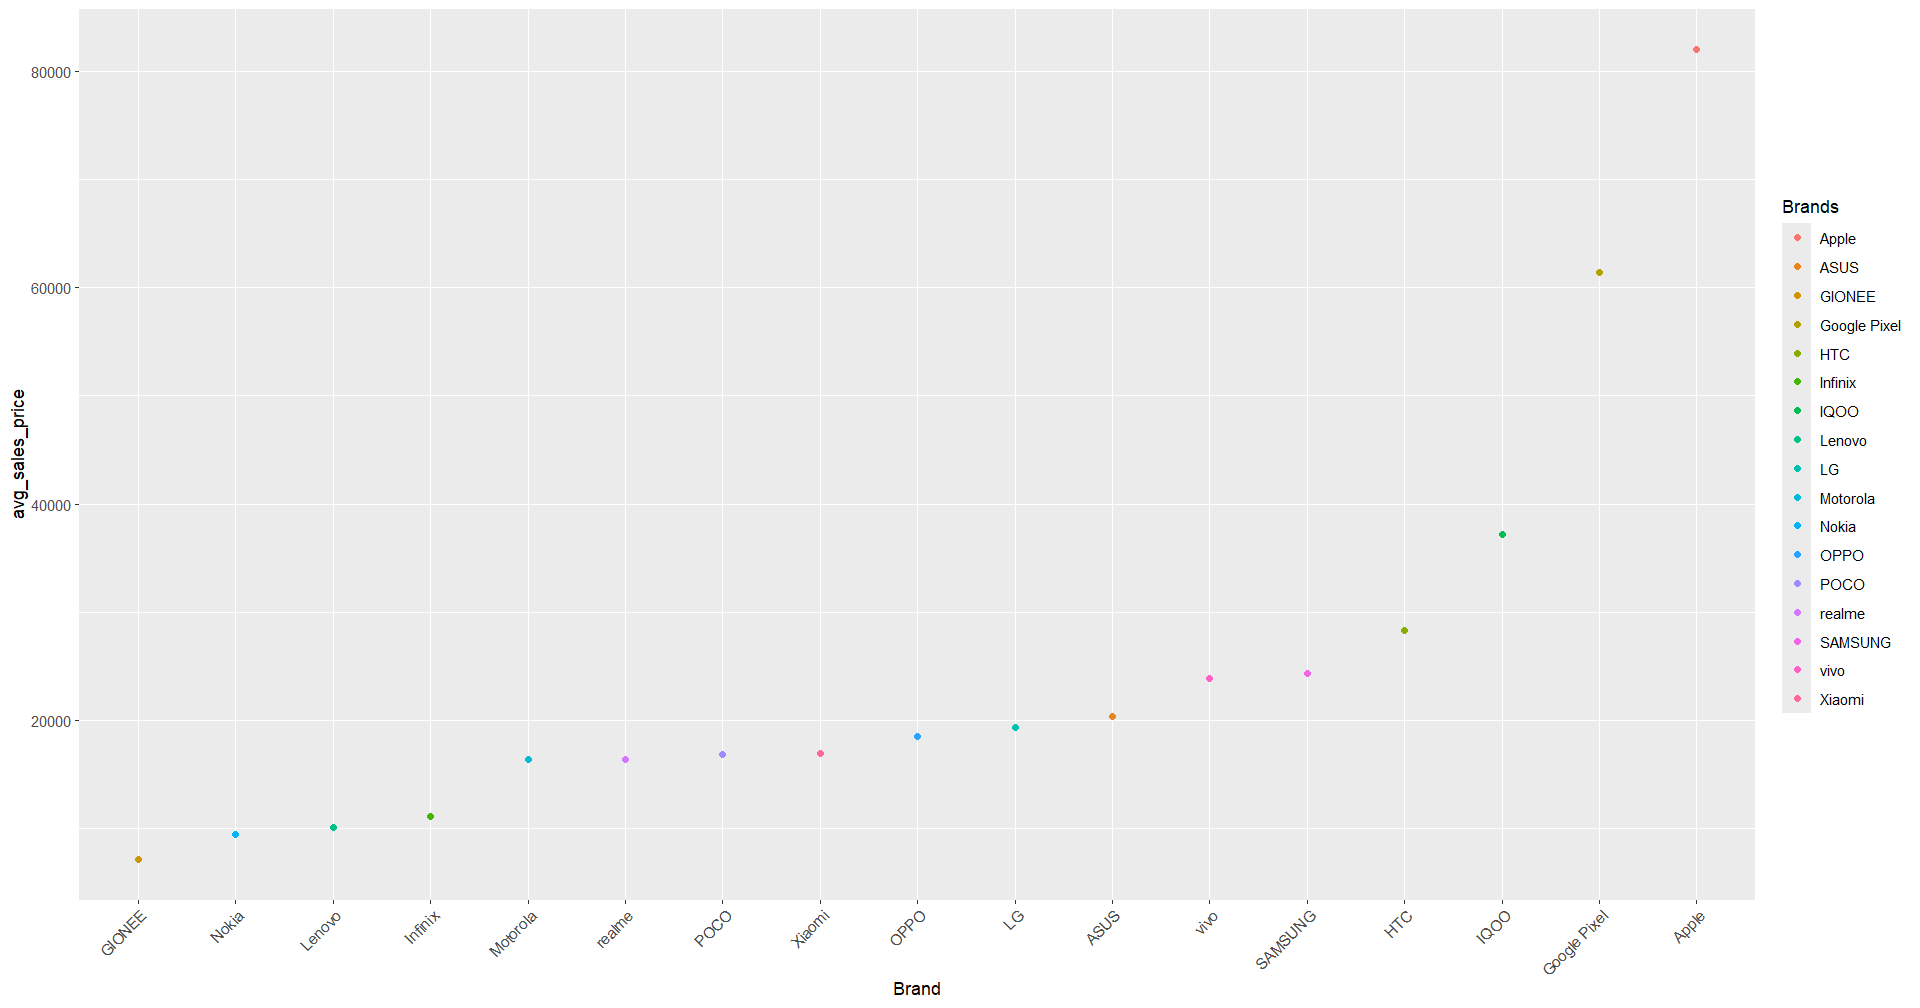 80000
60000
40000
20000
avg_sales_price
GIONEE
Nokia
Lenovo
Infinix
Motorola
realme
POCO
Xiaomi
OPPO
LG
ASUS
vivo
SAMSUNG
HTC
IQOO
Google Pixel
Apple
Brand
Brands
Apple
ASUS
GIONEE
Google Pixel
HTC
Infinix
IQOO
Lenovo
LG
Motorola
Nokia
OPPO
POCO
realme
SAMSUNG
vivo
Xiaomi